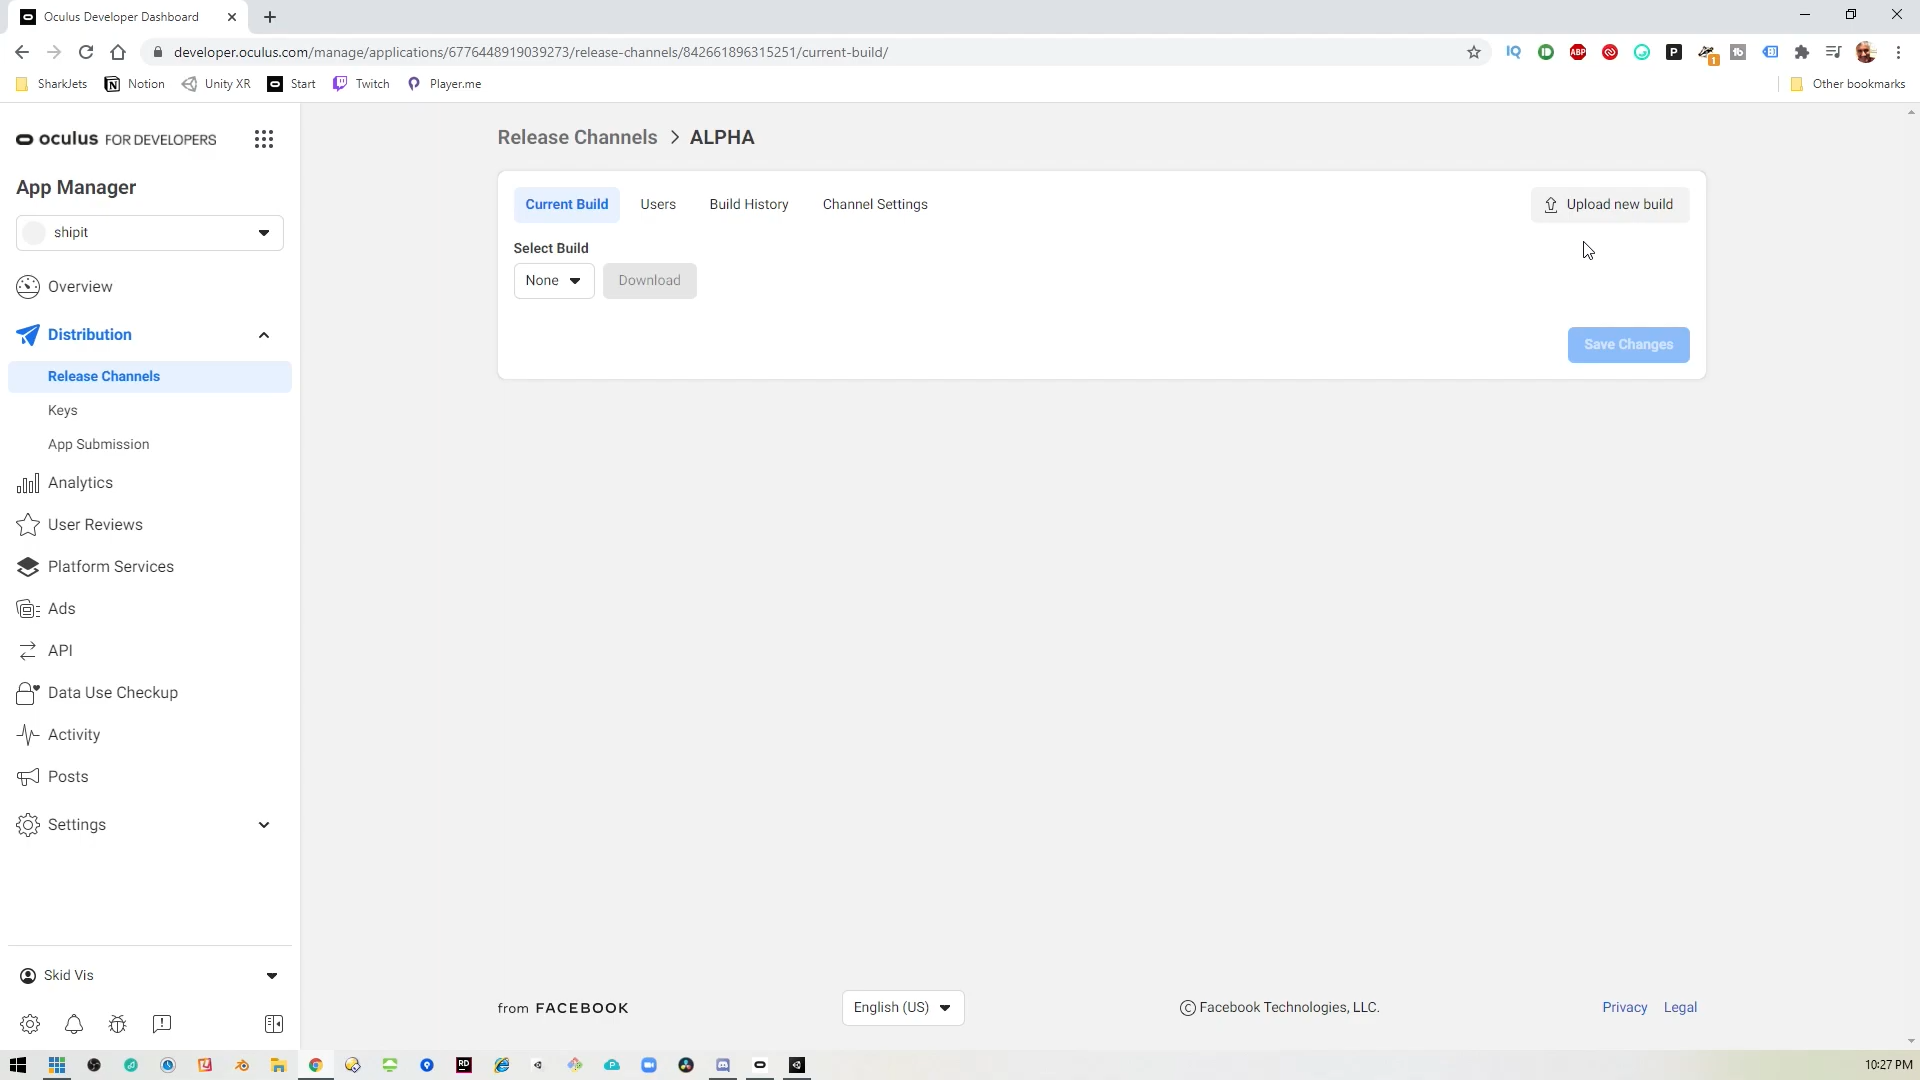 Oculus Developer Dashboard
developer.oculus.com/manage/applications/6776448919039273/release-channels/842661896315251/current-build/
SharkJets
Notion
Unity XR
Start
Twitch
Player.me
Other bookmarks
oculus FOR DEVELOPERS
App Manager
shipit
Overview
Distribution
Release Channels
Keys
App Submission
Analytics
User Reviews
Platform Services
Ads
API
Data Use Checkup
Activity
Posts
Settings
Skid Vis
Release Channels > ALPHA
Current Build
Users
Build History
Channel Settings
Upload new build
Select Build
None
Download
Save Changes
from FACEBOOK
English (US)
© Facebook Technologies, LLC.
Privacy
Legal
10:27 PM